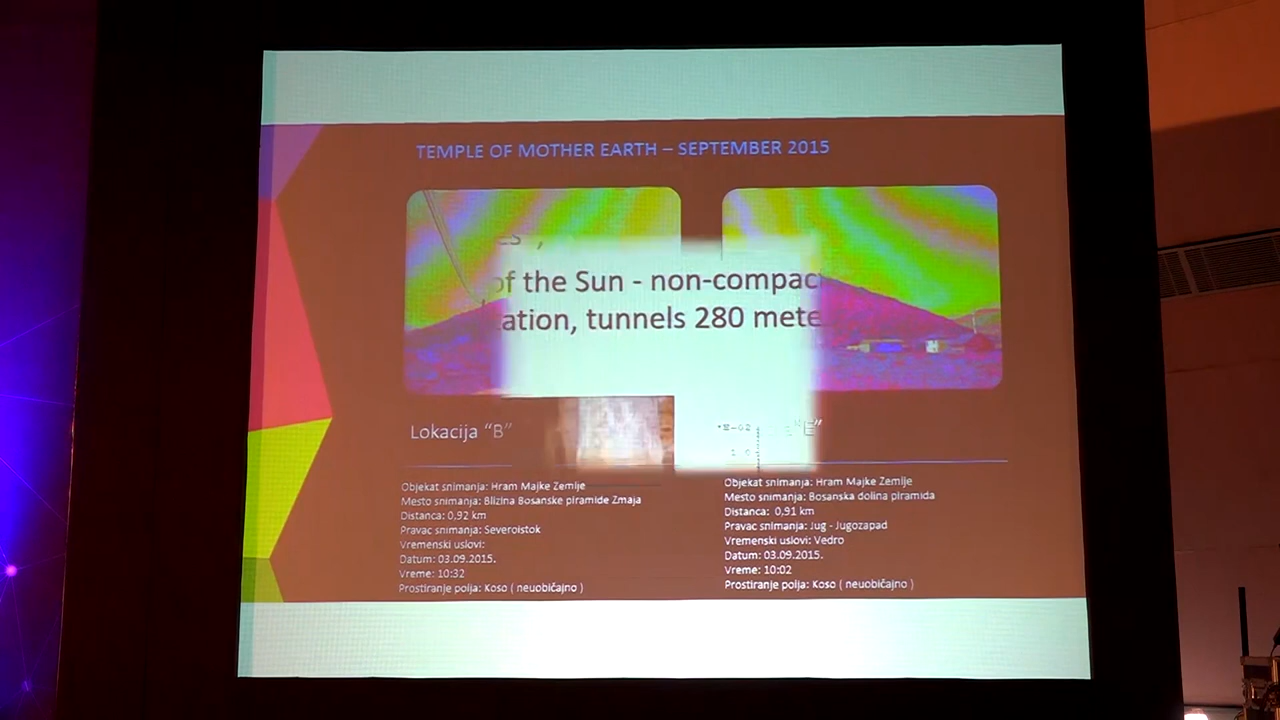 TEMPLE OF MOTHER EARTH – SEPTEMBER 2015
of the Sun - non-compac
ation, tunnels 280 mete
Lokacija “B”
Objekat snimanja: Hram Majke Zemlje
Mesto snimanja: Blizina Bosanske piramide Zmaja
Distanca: 0,92 km
Pravac snimanja: Severoistok
Vremenski uslovi:
Datum: 03.09.2015.
Vreme: 10:32
Prostiranje polja: Koso ( neuobičajno )
Objekat snimanja: Hram Majke Zemlje
Mesto snimanja: Bosanska dolina piramida
Distanca: 0,91 km
Pravac snimanja: Jug - Jugozapad
Vremenski uslovi: Vedro
Datum: 03.09.2015.
Vreme: 10:02
Prostiranje polja: Koso ( neuobičajno )